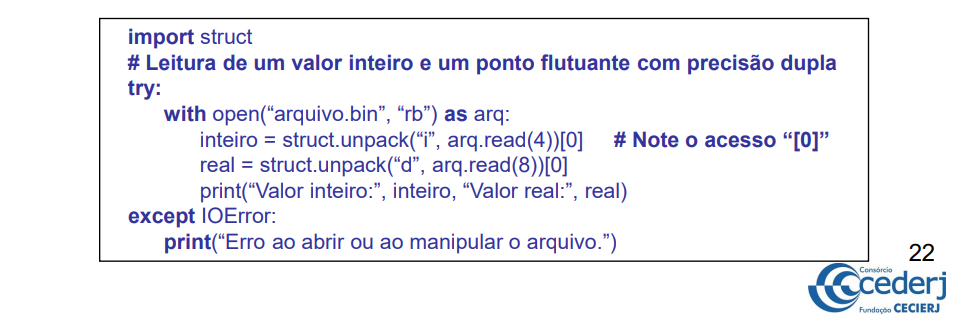 import struct
# Leitura de um valor inteiro e um ponto flutuante com precisão dupla
try:
with open(“arquivo.bin”, “rb”) as arq:
inteiro = struct.unpack(“i”, arq.read(4))[0] # Note o acesso “[0]”
real = struct.unpack(“d”, arq.read(8))[0]
print(“Valor inteiro:”, inteiro, “Valor real:”, real)
except IOError:
print(“Erro ao abrir ou ao manipular o arquivo.”)
22
Consórcio
cederj
Fundação CECIERJ